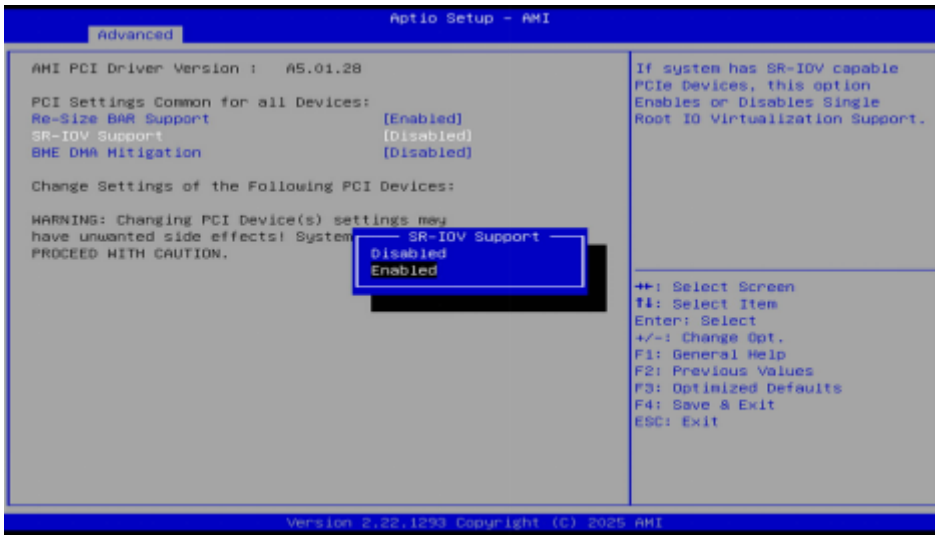 Aptio Setup - AMI
Advanced
AMI PCI Driver Version :   A5.01.28
PCI Settings Common for all Devices:
Re-Size BAR Support [Enabled]
SR-IOV Support [Disabled]
BME DMA Mitigation [Disabled]
Change Settings of the Following PCI Devices:
WARNING: Changing PCI Device(s) settings may
have unwanted side effects! System
PROCEED WITH CAUTION.
SR-IOV Support
Disabled
Enabled
If system has SR-IOV capable
PCIe Devices, this option
Enables or Disables Single
Root IO Virtualization Support.
→←: Select Screen
↑↓: Select Item
Enter: Select
+/-: Change Opt.
F1: General Help
F2: Previous Values
F3: Optimized Defaults
F4: Save & Exit
ESC: Exit
Version 2.22.1293 Copyright (C) 2025 AMI